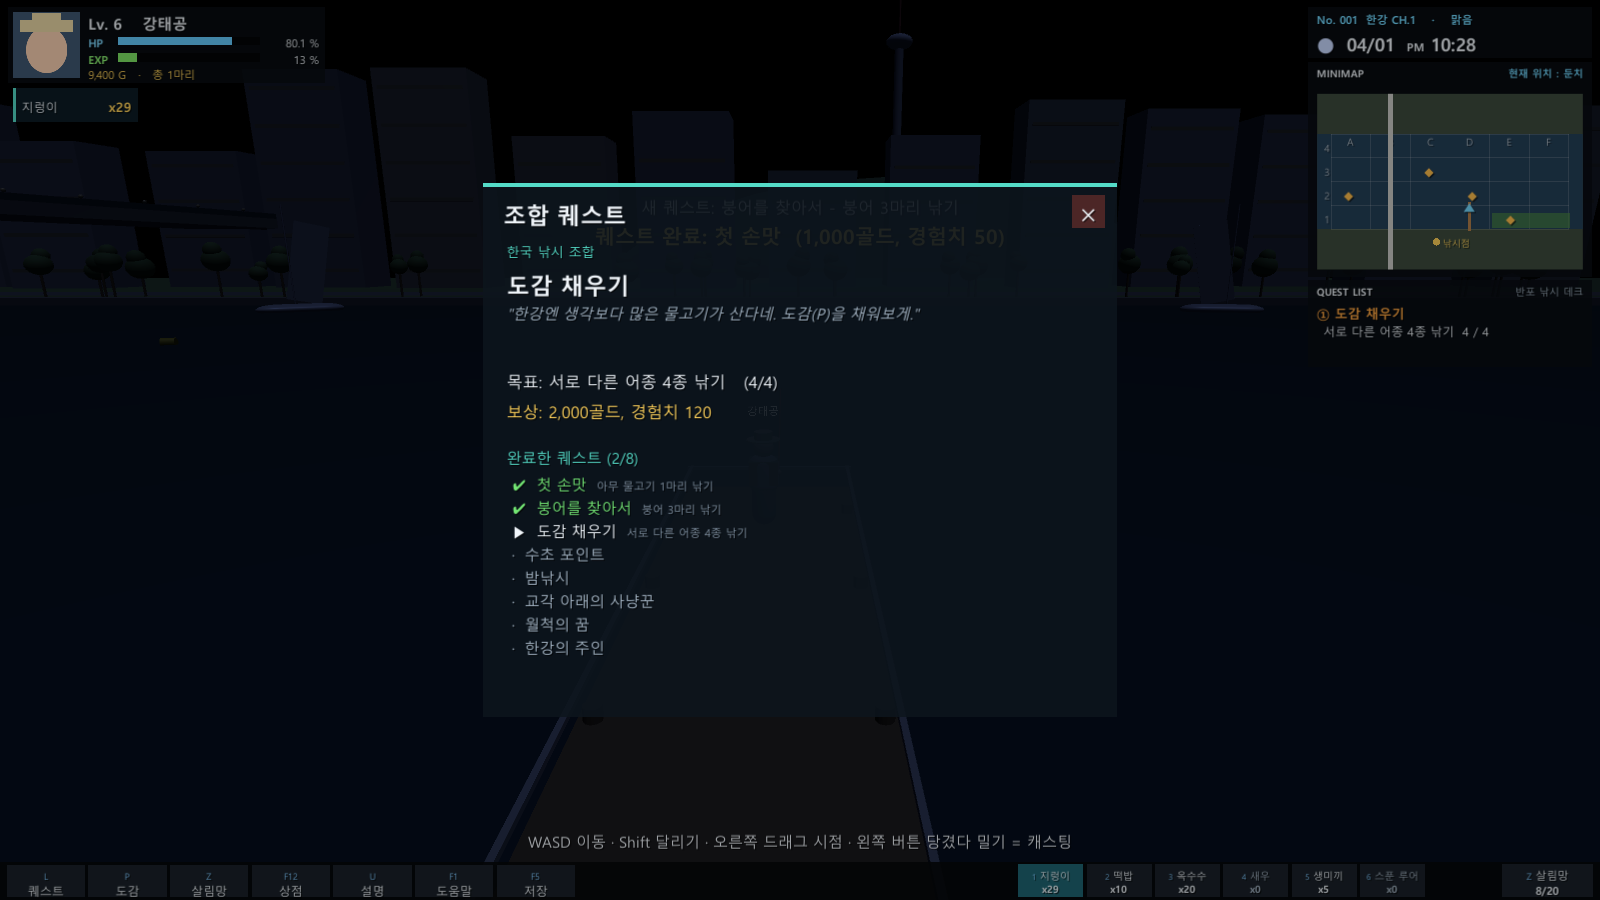 Lv. 6 강태공
HP 80.1 %
EXP 13 %
9,400 G · 총 1마리
지렁이 x29
No. 001 한강 CH.1 · 맑음
04/01 PM 10:28
MINIMAP 현재 위치 : 둔치
A C D E F
4
3
2
1
낚시점
QUEST LIST 반포 낚시 데크
① 도감 채우기
서로 다른 어종 4종 낚기 4 / 4
새 퀘스트: 붕어를 찾아서 - 붕어 3마리 낚기
퀘스트 완료: 첫 손맛 (1,000골드, 경험치 50)
조합 퀘스트
×
한국 낚시 조합
도감 채우기
"한강엔 생각보다 많은 물고기가 산다네. 도감(P)을 채워보게."
목표: 서로 다른 어종 4종 낚기 (4/4)
보상: 2,000골드, 경험치 120
강태공
완료한 퀘스트 (2/8)
✔ 첫 손맛 아무 물고기 1마리 낚기
✔ 붕어를 찾아서 붕어 3마리 낚기
▶ 도감 채우기 서로 다른 어종 4종 낚기
· 수초 포인트
· 밤낚시
· 교각 아래의 사냥꾼
· 월척의 꿈
· 한강의 주인
WASD 이동 · Shift 달리기 · 오른쪽 드래그 시점 · 왼쪽 버튼 당겼다 밀기 = 캐스팅
L 퀘스트
P 도감
Z 살림망
F12 상점
U 설명
F1 도움말
F5 저장
1 지렁이 x29
2 떡밥 x10
3 옥수수 x20
4 새우 x0
5 생미끼 x5
6 스푼 루어 x0
Z 살림망 8/20